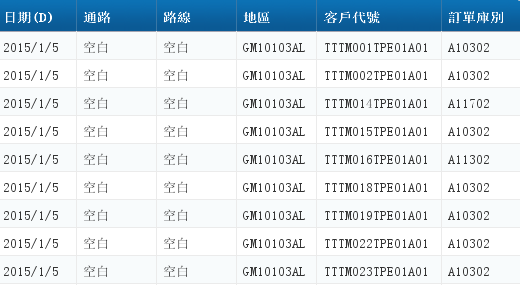 日期(D) 通路 路線 地區 客戶代號 訂單庫別
2015/1/5 空白 空白 GM10103AL TTTM001TPE01A01 A10302
2015/1/5 空白 空白 GM10103AL TTTM002TPE01A01 A10302
2015/1/5 空白 空白 GM10103AL TTTM014TPE01A01 A11702
2015/1/5 空白 空白 GM10103AL TTTM015TPE01A01 A10302
2015/1/5 空白 空白 GM10103AL TTTM016TPE01A01 A11302
2015/1/5 空白 空白 GM10103AL TTTM018TPE01A01 A10302
2015/1/5 空白 空白 GM10103AL TTTM019TPE01A01 A10302
2015/1/5 空白 空白 GM10103AL TTTM022TPE01A01 A10302
2015/1/5 空白 空白 GM10103AL TTTM023TPE01A01 A10302